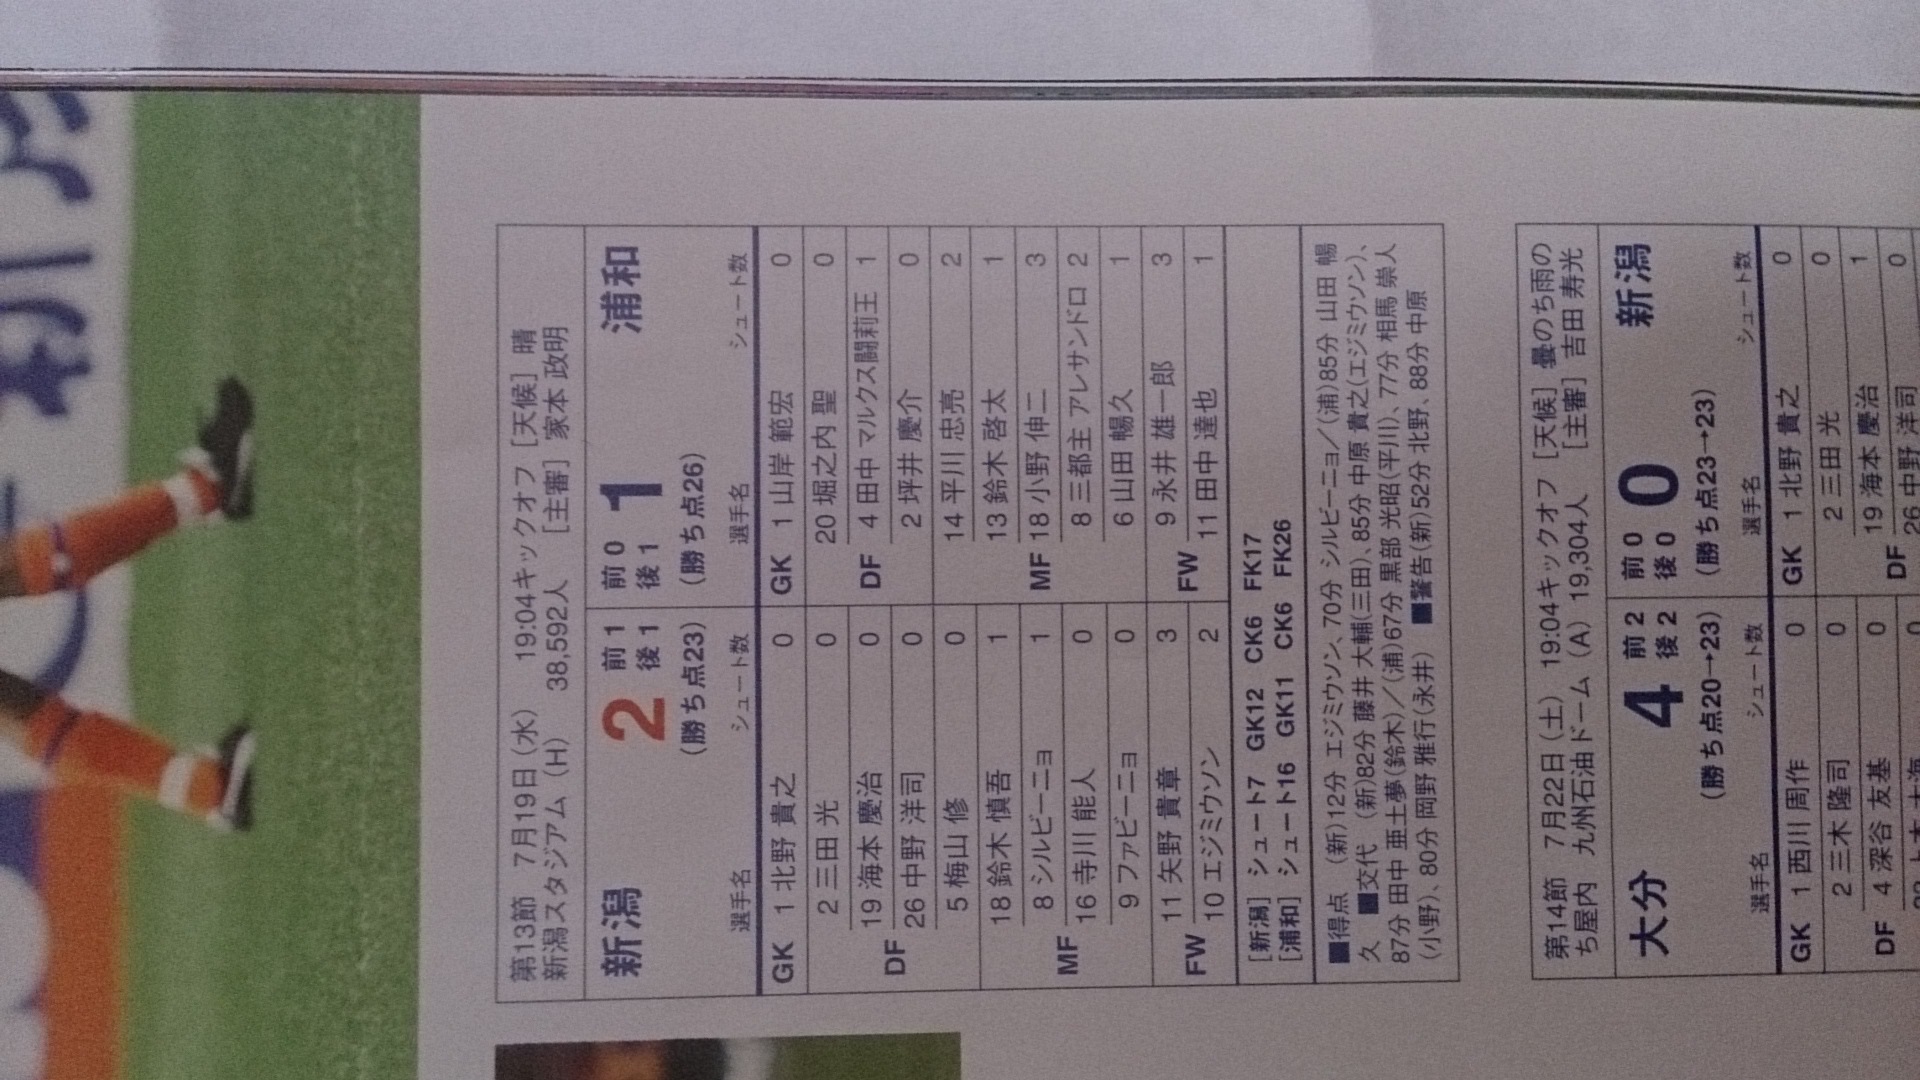 第13節 7月19日(水) 19:04キックオフ [天候] 晴
新潟スタジアム (H) 38,592人 [主審] 家本 政明
新潟 2 前1 後1 前0 後1 1 浦和
(勝ち点23) (勝ち点26)
選手名 シュート数 選手名 シュート数
GK 1 北野 貴之 0 GK 1 山岸 範宏 0
2 三田 光 0 20 堀之内 聖 0
DF 19 海本 慶治 0 DF 4 田中 マルクス闘莉王 1
26 中野 洋司 0 2 坪井 慶介 0
5 梅山 修 0 14 平川 忠亮 2
18 鈴木 慎吾 1 13 鈴木 啓太 1
8 シルビーニョ 1 MF 18 小野 伸二 3
MF 16 寺川 能人 0 8 三都主 アレサンドロ 2
9 ファビーニョ 0 6 山田 暢久 1
11 矢野 貴章 3 9 永井 雄一郎 3
FW 10 エジミウソン 2 FW 11 田中 達也 1
[新潟] シュート7 GK12 CK6 FK17
[浦和] シュート16 GK11 CK6 FK26
■得点 (新)12分 エジミウソン、70分 シルビーニョ/(浦)85分 山田 暢
久 ■交代 (新)82分 藤井 大輔(三田)、85分 中原 貴之(エジミウソン)、
87分 田中 亜土夢(鈴木)/(浦)67分 黒部 光昭(平川)、77分 相馬 崇人
(小野)、80分 岡野 雅行(永井) ■警告(新)52分 北野、88分 中原
第14節 7月22日(土) 19:04キックオフ [天候] 曇のち雨の
ち屋内 九州石油ドーム (A) 19,304人 [主審] 吉田 寿光
大分 4 前2 後2 前0 後0 0 新潟
(勝ち点20→23) (勝ち点23→23)
選手名 シュート数 選手名 シュート数
GK 1 西川 周作 0 GK 1 北野 貴之 0
2 三木 隆司 0 2 三田 光 0
DF 4 深谷 友基 0 19 海本 慶治 1
0 DF 26 中野 洋司 0